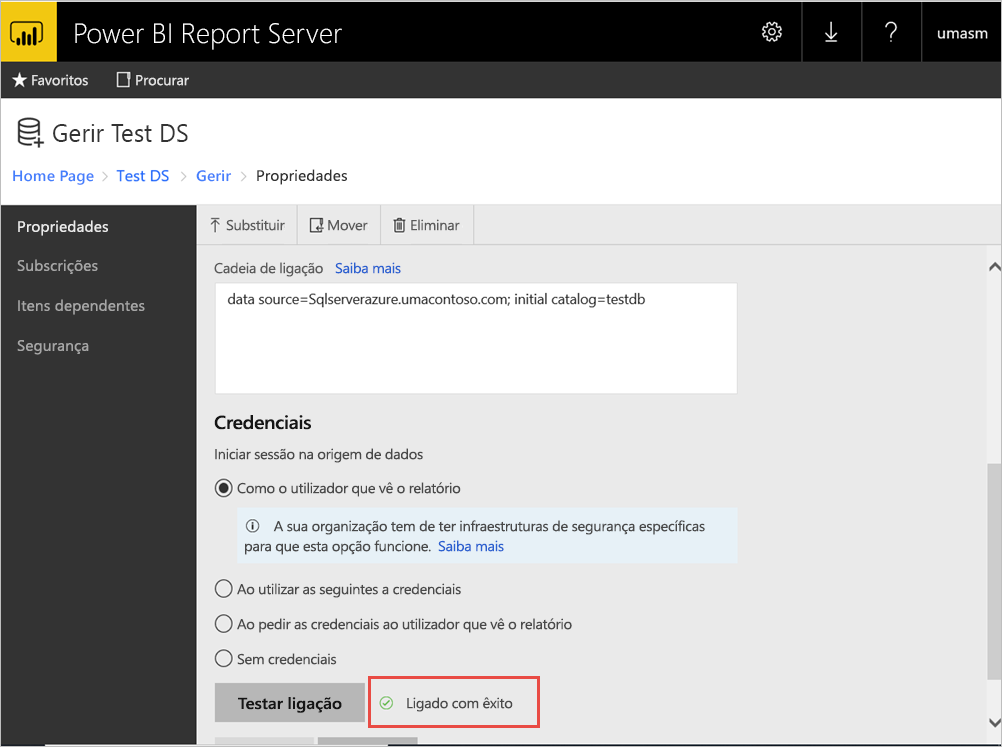 Power BI Report Server
?
umasm
Favoritos
Procurar
Gerir Test DS
Home Page > Test DS > Gerir > Propriedades
Propriedades
Subscrições
Itens dependentes
Segurança
Substituir
Mover
Eliminar
Cadeia de ligação Saiba mais
data source=Sqlserverazure.umacontoso.com; initial catalog=testdb
Credenciais
Iniciar sessão na origem de dados
Como o utilizador que vê o relatório
A sua organização tem de ter infraestruturas de segurança específicas
para que esta opção funcione. Saiba mais
Ao utilizar as seguintes a credenciais
Ao pedir as credenciais ao utilizador que vê o relatório
Sem credenciais
Testar ligação
Ligado com êxito